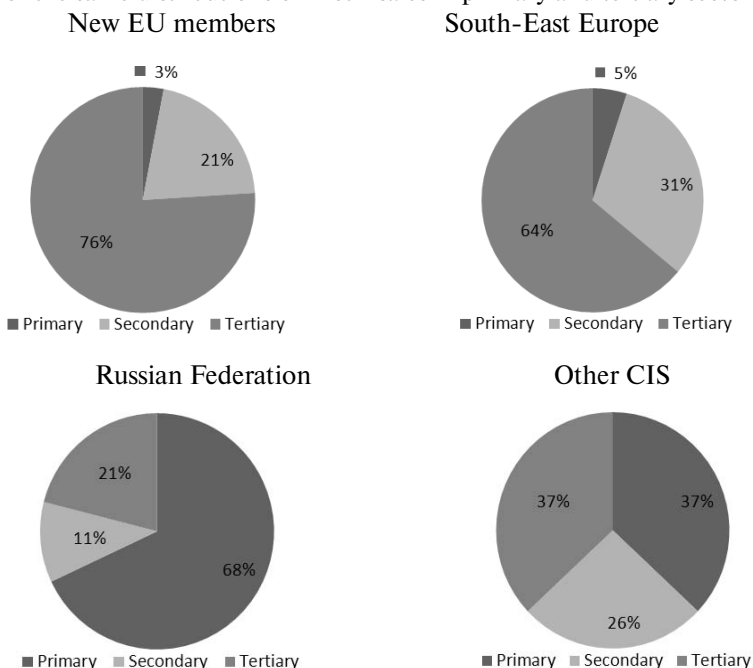 New EU members
South-East Europe
3%
21%
76%
Primary Secondary Tertiary
5%
31%
64%
Primary Secondary Tertiary
Russian Federation
Other CIS
21%
11%
68%
Primary Secondary Tertiary
37%
37%
26%
Primary Secondary Tertiary